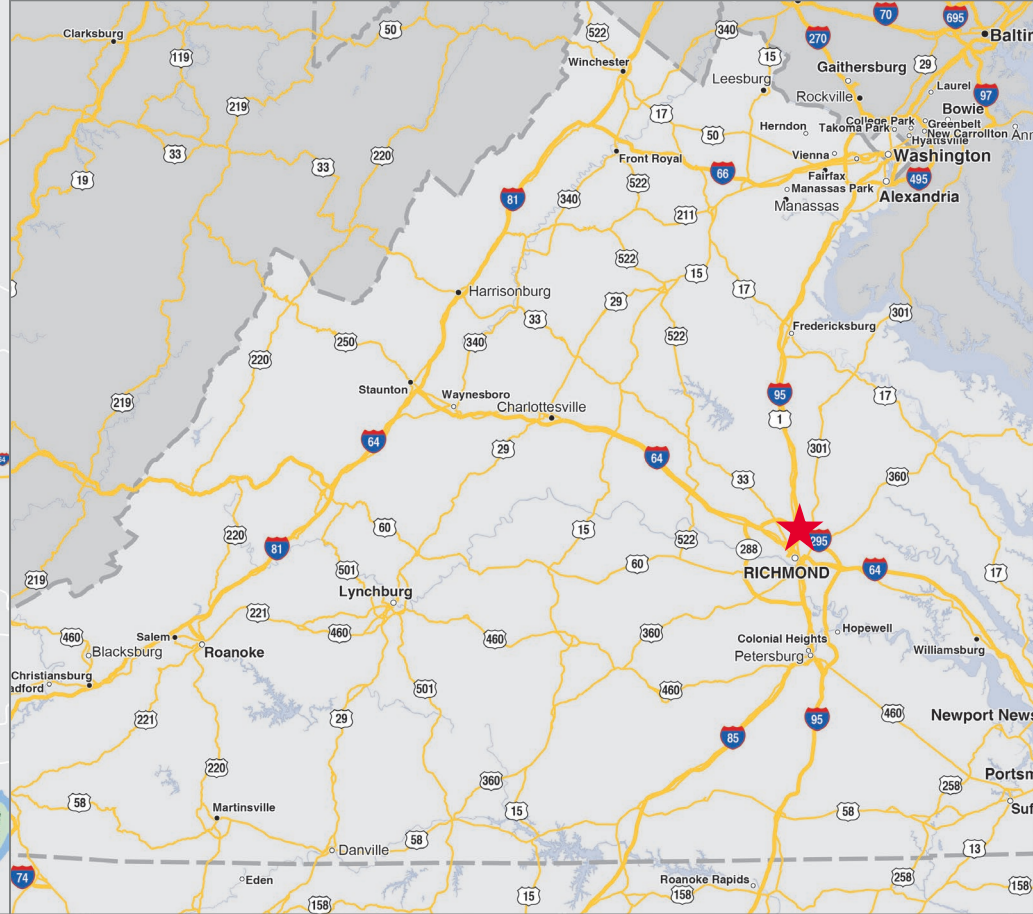 70
695
50
522
340
Clarksburg
270
Baltin
119
15
29
Winchester
Gaithersburg
Leesburg
Laurel
Rockville
97
219
17
Bowie
College Park
Greenbelt
Herndon
Takoma Park
New Carrollton
Ann
50
Hyattsville
33
220
Vienna
Washington
33
Front Royal
66
Fairfax
495
19
522
Manassas Park
81
340
Manassas
Alexandria
211
522
15
17
Harrisonburg
29
301
33
Fredericksburg
522
250
340
220
Staunton
Waynesboro
95
17
219
Charlottesville
1
64
29
301
64
64
33
360
60
15
220
522
295
81
288
60
64
501
RICHMOND
17
219
Lynchburg
221
Hopewell
460
Salem
460
460
360
Colonial Heights
Blacksburg
Roanoke
Petersburg
Williamsburg
Christiansburg
adford
501
460
221
29
95
460
Newport News
85
220
360
Portsm
258
58
Martinsville
15
58
Suf
58
Danville
13
74
Eden
Roanoke Rapids
258
158
158
15
158